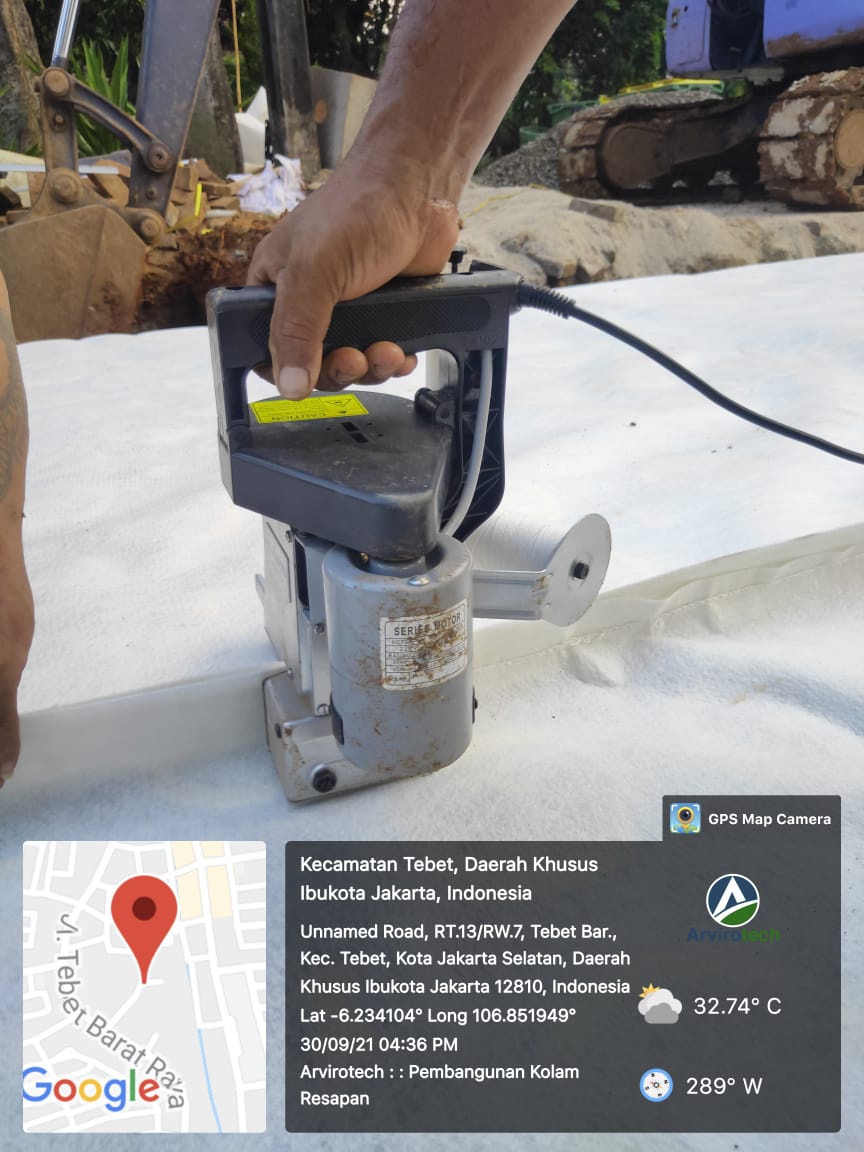 CAUTION
SERIES MOTOR
GPS Map Camera
Kecamatan Tebet, Daerah Khusus
Ibukota Jakarta, Indonesia
Unnamed Road, RT.13/RW.7, Tebet Bar.,
Kec. Tebet, Kota Jakarta Selatan, Daerah
Khusus Ibukota Jakarta 12810, Indonesia
Lat -6.234104° Long 106.851949°
30/09/21 04:36 PM
Arvirotech : : Pembangunan Kolam
Resapan
Arvirotech
32.74° C
289° W
Jl. Tebet Barat Raya
Google